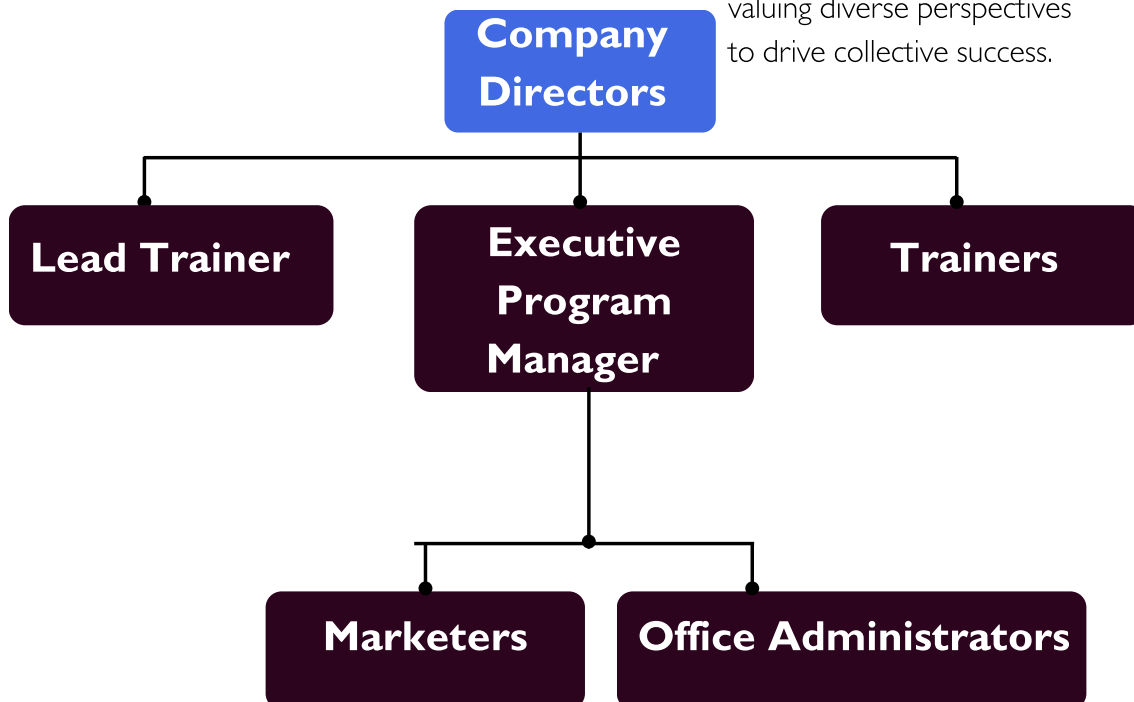 valuing diverse perspectives
to drive collective success.
Company
Directors
Lead Trainer
Executive
Program
Manager
Trainers
Marketers
Office Administrators